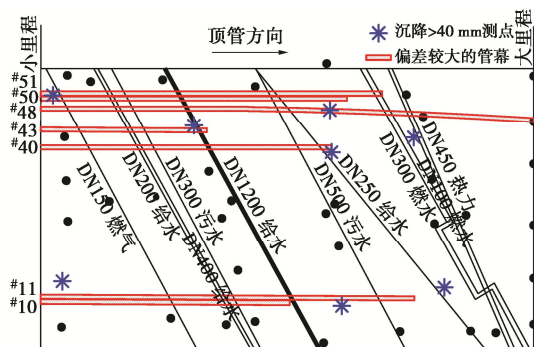 小里程
顶管方向
沉降>40 mm测点
偏差较大的管幕
大里程
#51
#50
#48
#43
#40
#11
#10
DN150 燃气
DN200 给水
DN300 污水
DN400 给水
DN1200 给水
DN500 污水
DN250 给水
DN300 燃水
DN450 热力